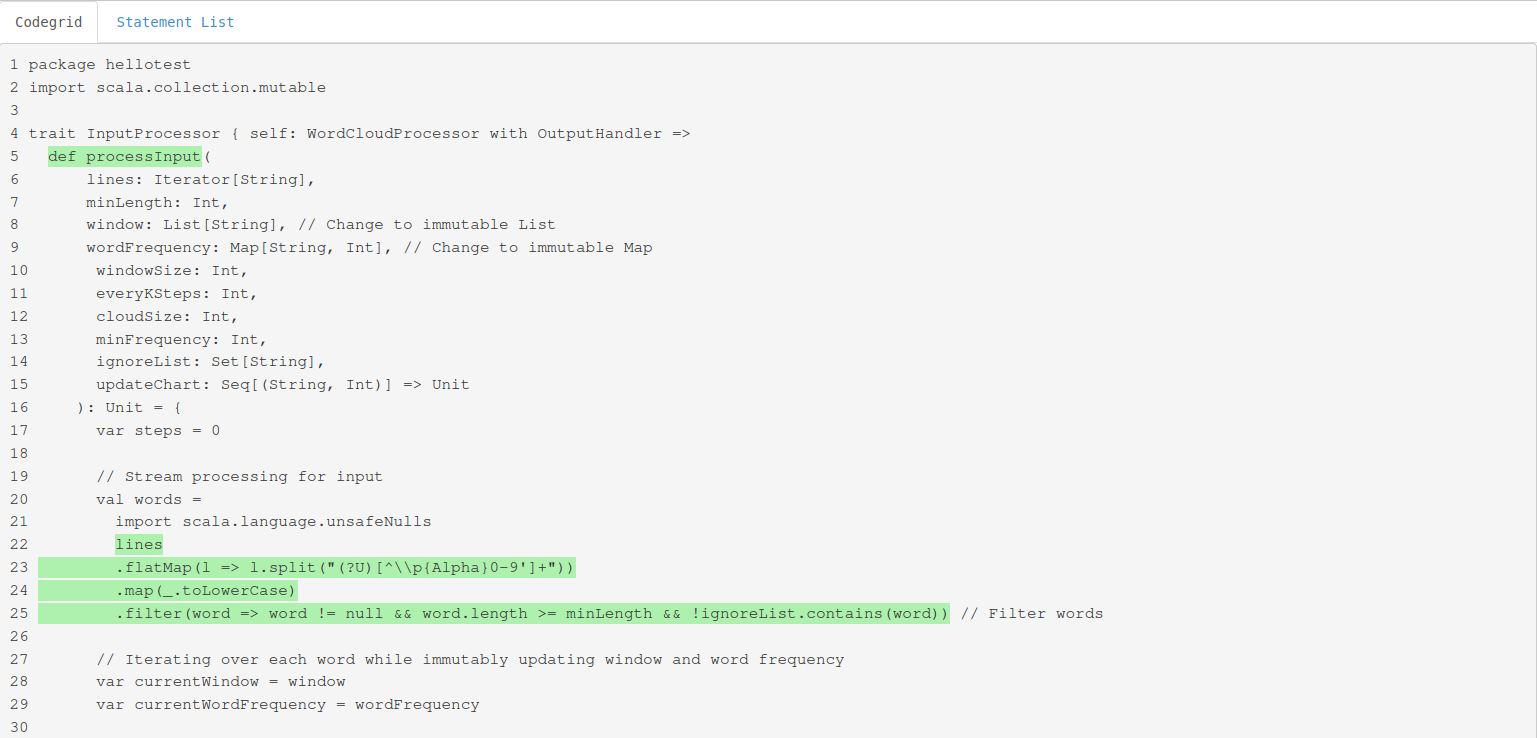 Codegrid Statement List
1 package hellotest
2 import scala.collection.mutable
3
4 trait InputProcessor { self: WordCloudProcessor with OutputHandler =>
5   def processInput(
6       lines: Iterator[String],
7       minLength: Int,
8       window: List[String], // Change to immutable List
9       wordFrequency: Map[String, Int], // Change to immutable Map
10       windowSize: Int,
11       everyKSteps: Int,
12       cloudSize: Int,
13       minFrequency: Int,
14       ignoreList: Set[String],
15       updateChart: Seq[(String, Int)] => Unit
16     ): Unit = {
17       var steps = 0
18
19       // Stream processing for input
20       val words =
21         import scala.language.unsafeNulls
22         lines
23         .flatMap(l => l.split("(?U)[^\\p{Alpha}0-9']+"))
24         .map(_.toLowerCase)
25         .filter(word => word != null && word.length >= minLength && !ignoreList.contains(word)) // Filter words
26
27       // Iterating over each word while immutably updating window and word frequency
28       var currentWindow = window
29       var currentWordFrequency = wordFrequency
30